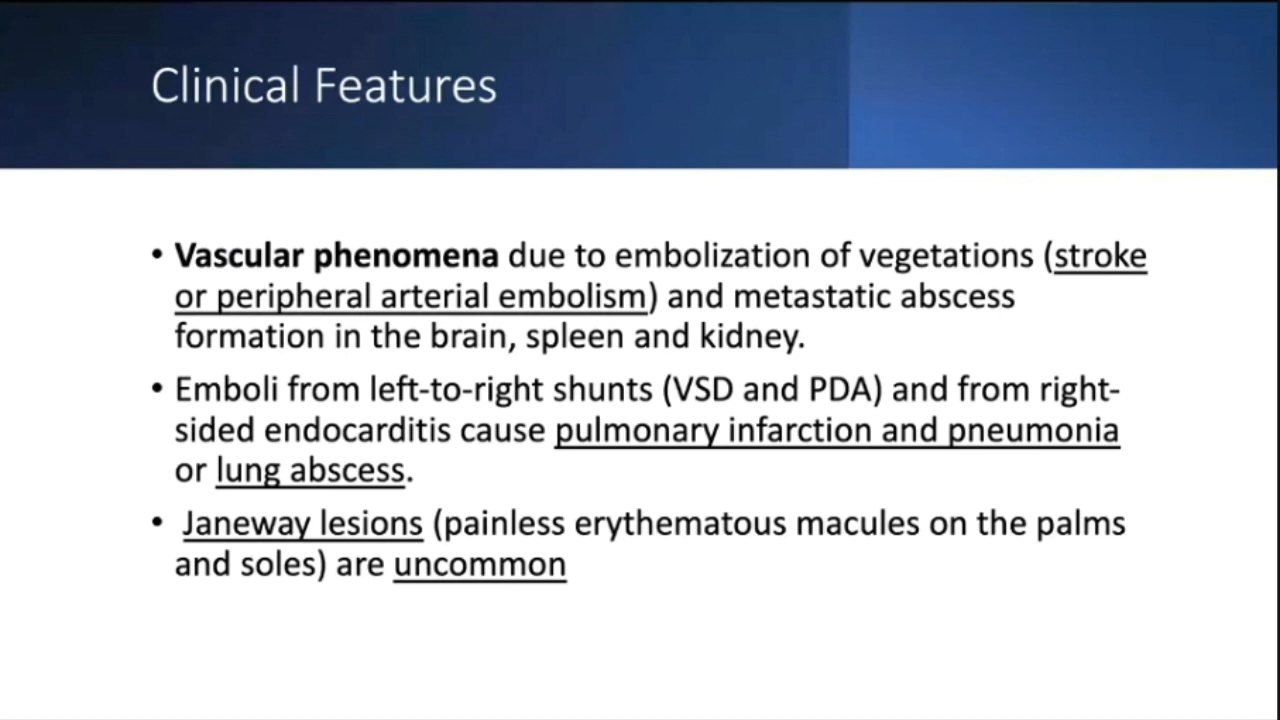 Clinical Features
• Vascular phenomena due to embolization of vegetations (stroke
or peripheral arterial embolism) and metastatic abscess
formation in the brain, spleen and kidney.
• Emboli from left-to-right shunts (VSD and PDA) and from right-
sided endocarditis cause pulmonary infarction and pneumonia
or lung abscess.
• Janeway lesions (painless erythematous macules on the palms
and soles) are uncommon